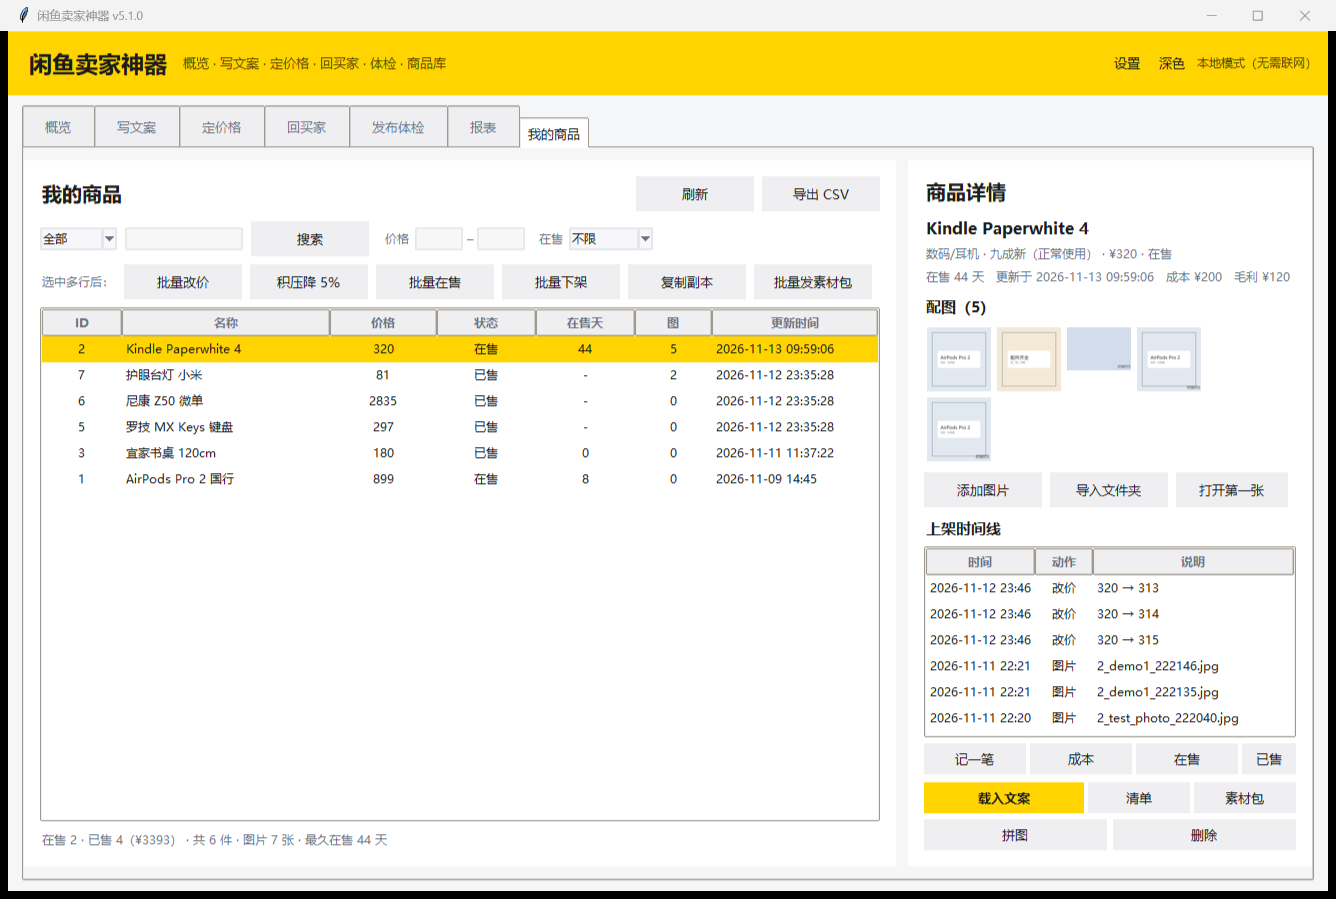 闲鱼卖家神器 v5.1.0
闲鱼卖家神器 概览 · 写文案 · 定价格 · 回买家 · 体检 · 商品库 设置 深色 本地模式（无需联网）
概览 写文案 定价格 回买家 发布体检 报表 我的商品
我的商品 刷新 导出 CSV
全部 搜索 价格 – 在售 不限
选中多行后： 批量改价 积压降 5% 批量在售 批量下架 复制副本 批量发素材包
ID 名称 价格 状态 在售天 图 更新时间
2 Kindle Paperwhite 4 320 在售 44 5 2026-11-13 09:59:06
7 护眼台灯 小米 81 已售 - 2 2026-11-12 23:35:28
6 尼康 Z50 微单 2835 已售 - 0 2026-11-12 23:35:28
5 罗技 MX Keys 键盘 297 已售 - 0 2026-11-12 23:35:28
3 宜家书桌 120cm 180 已售 0 0 2026-11-11 11:37:22
1 AirPods Pro 2 国行 899 在售 8 0 2026-11-09 14:45
在售 2 · 已售 4（¥3393） · 共 6 件 · 图片 7 张 · 最久在售 44 天
商品详情
Kindle Paperwhite 4
数码/耳机 · 九成新（正常使用） · ¥320 · 在售
在售 44 天 更新于 2026-11-13 09:59:06 成本 ¥200 毛利 ¥120
配图（5）
AirPods Pro 2
配件齐全
AirPods Pro 2
AirPods Pro 2
添加图片 导入文件夹 打开第一张
上架时间线
时间 动作 说明
2026-11-12 23:46 改价 320 → 313
2026-11-12 23:46 改价 320 → 314
2026-11-12 23:46 改价 320 → 315
2026-11-11 22:21 图片 2_demo1_222146.jpg
2026-11-11 22:21 图片 2_demo1_222135.jpg
2026-11-11 22:20 图片 2_test_photo_222040.jpg
记一笔 成本 在售 已售
载入文案 清单 素材包
拼图 删除